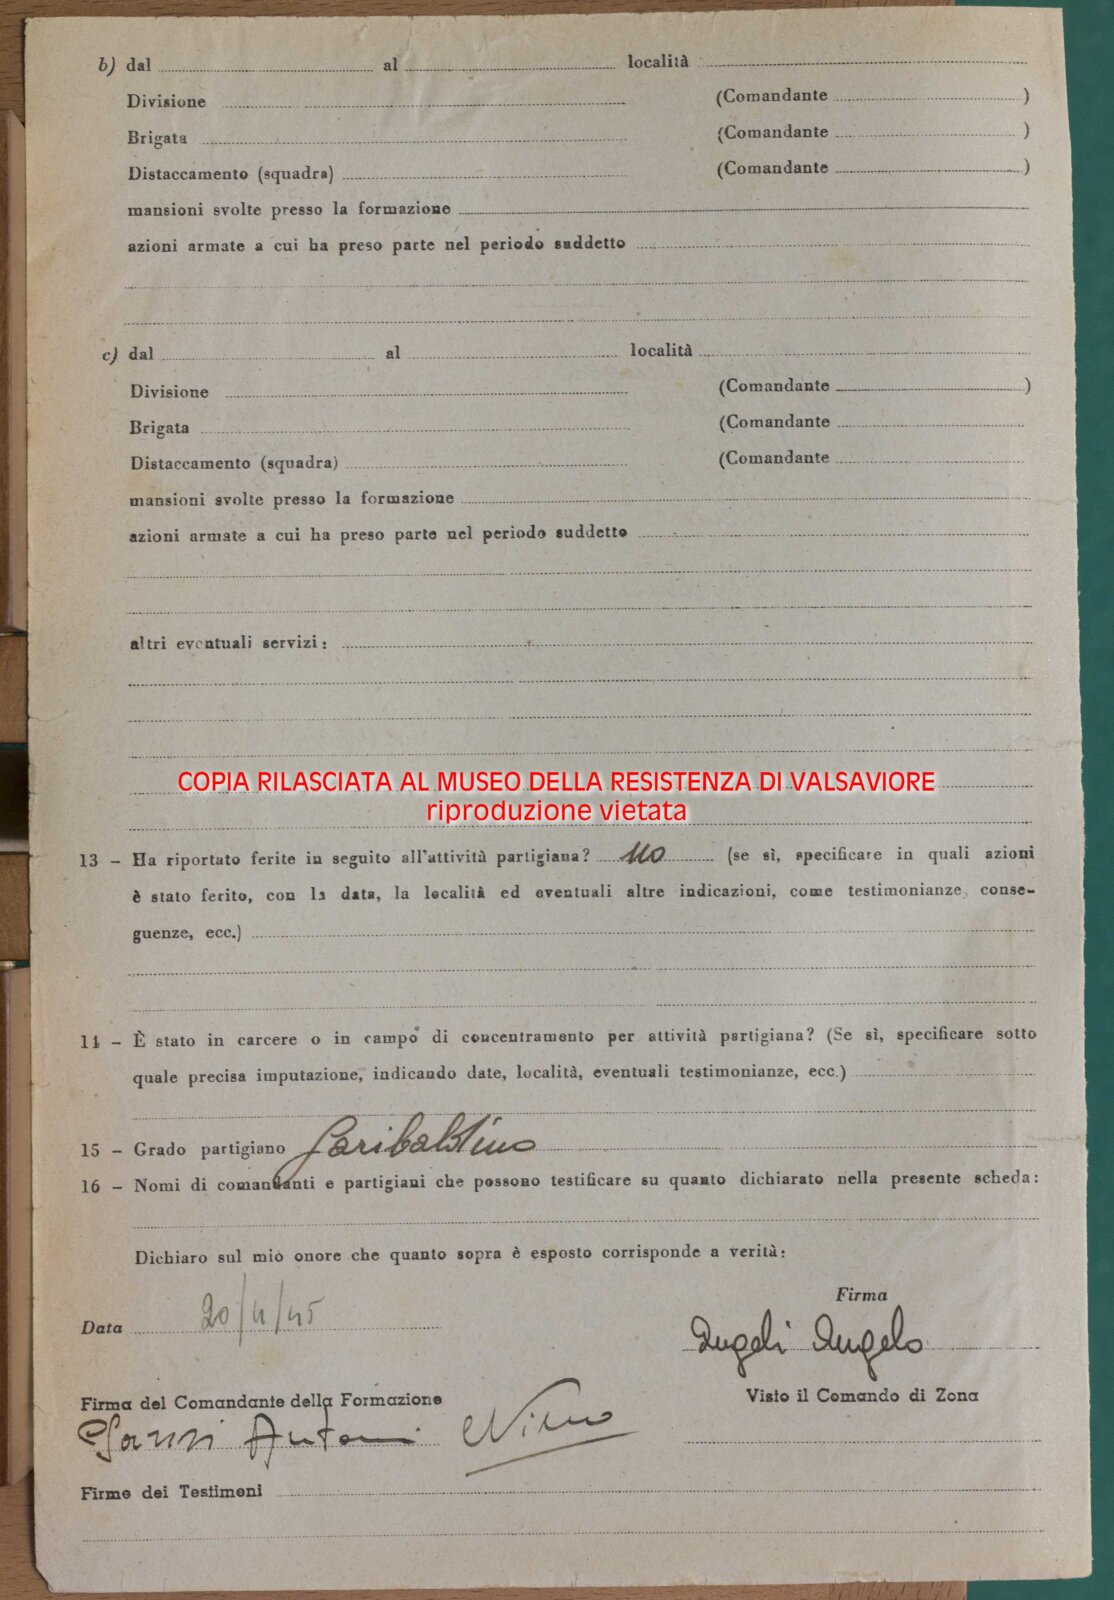 b) dal al località
Divisione (Comandante )
Brigata (Comandante )
Distaccamento (squadra) (Comandante )
mansioni svolte presso la formazione
azioni armate a cui ha preso parte nel periodo suddetto
c) dal al località
Divisione (Comandante )
Brigata (Comandante
Distaccamento (squadra) (Comandante
mansioni svolte presso la formazione
azioni armate a cui ha preso parte nel periodo suddetto
altri eventuali servizi:
COPIA RILASCIATA AL MUSEO DELLA RESISTENZA DI VALSAVIORE
riproduzione vietata
13 - Ha riportato ferite in seguito all'attività partigiana? no (se sì, specificare in quali azioni
è stato ferito, con la data, la località ed eventuali altre indicazioni, come testimonianze, conse-
guenze, ecc.)
14 - È stato in carcere o in campo di concentramento per attività partigiana? (Se sì, specificare sotto
quale precisa imputazione, indicando date, località, eventuali testimonianze, ecc.)
15 - Grado partigiano Garibaldino
16 - Nomi di comandanti e partigiani che possono testificare su quanto dichiarato nella presente scheda:
Dichiaro sul mio onore che quanto sopra è esposto corrisponde a verità:
Firma
Data 20/4/45
Angeli Angelo
Firma del Comandante della Formazione Visto il Comando di Zona
Antoni Nino
Firme dei Testimoni